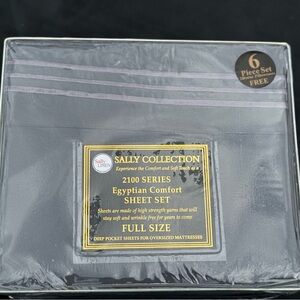 6
Piece Set
FREE
Sally
SALLY COLLECTION
Experience the Comfort and Soft Touch as a
2100 SERIES
Egyptian Comfort
SHEET SET
Sheets are made of high strength yarns that will
stay soft and wrinkle free for years to come
FULL SIZE
DEEP POCKET SHEETS FOR OVERSIZED MATTRESSES